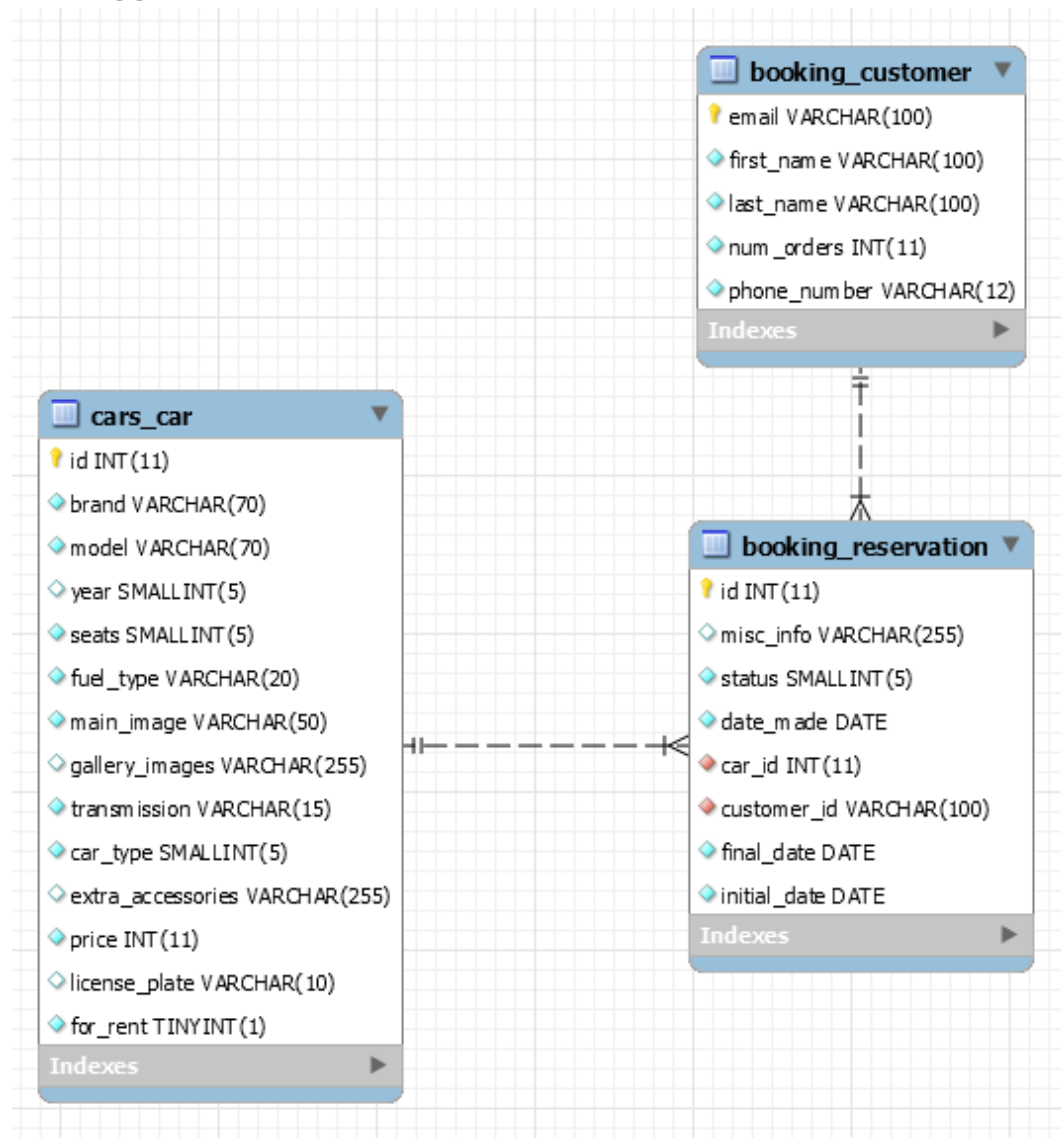 booking_customer
email VARCHAR(100)
first_name VARCHAR(100)
last_name VARCHAR(100)
num_orders INT(11)
phone_number VARCHAR(12)
Indexes
cars_car
id INT(11)
brand VARCHAR(70)
model VARCHAR(70)
year SMALLINT(5)
seats SMALLINT(5)
fuel_type VARCHAR(20)
main_image VARCHAR(50)
gallery_images VARCHAR(255)
transmission VARCHAR(15)
car_type SMALLINT(5)
extra_accessories VARCHAR(255)
price INT(11)
license_plate VARCHAR(10)
for_rent TINYINT(1)
Indexes
booking_reservation
id INT(11)
misc_info VARCHAR(255)
status SMALLINT(5)
date_made DATE
car_id INT(11)
customer_id VARCHAR(100)
final_date DATE
initial_date DATE
Indexes